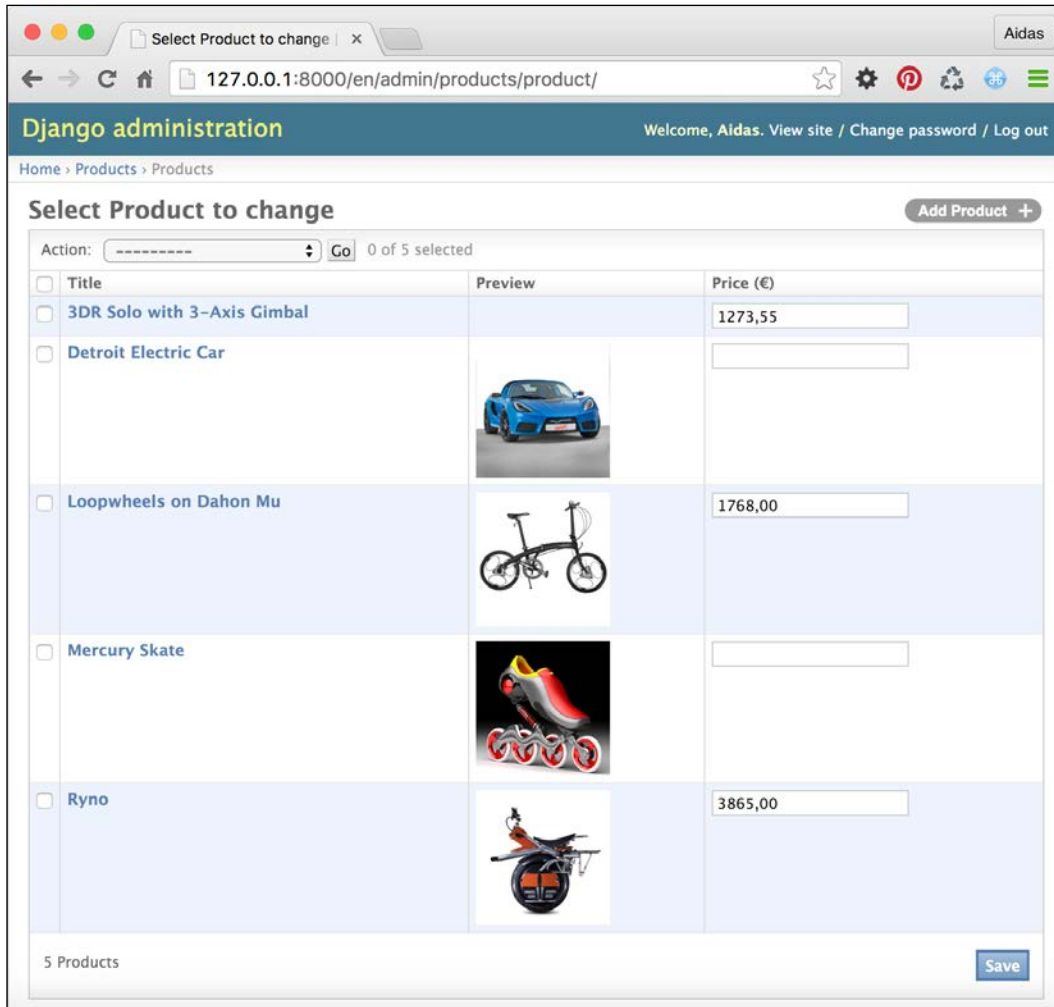 Select Product to change
Aidas
127.0.0.1:8000/en/admin/products/product/
Django administration
Welcome, Aidas. View site / Change password / Log out
Home › Products › Products
Select Product to change
Add Product +
Action: --------- Go 0 of 5 selected
Title Preview Price (€)
3DR Solo with 3-Axis Gimbal 1273,55
Detroit Electric Car
Loopwheels on Dahon Mu 1768,00
Mercury Skate
Ryno 3865,00
5 Products
Save